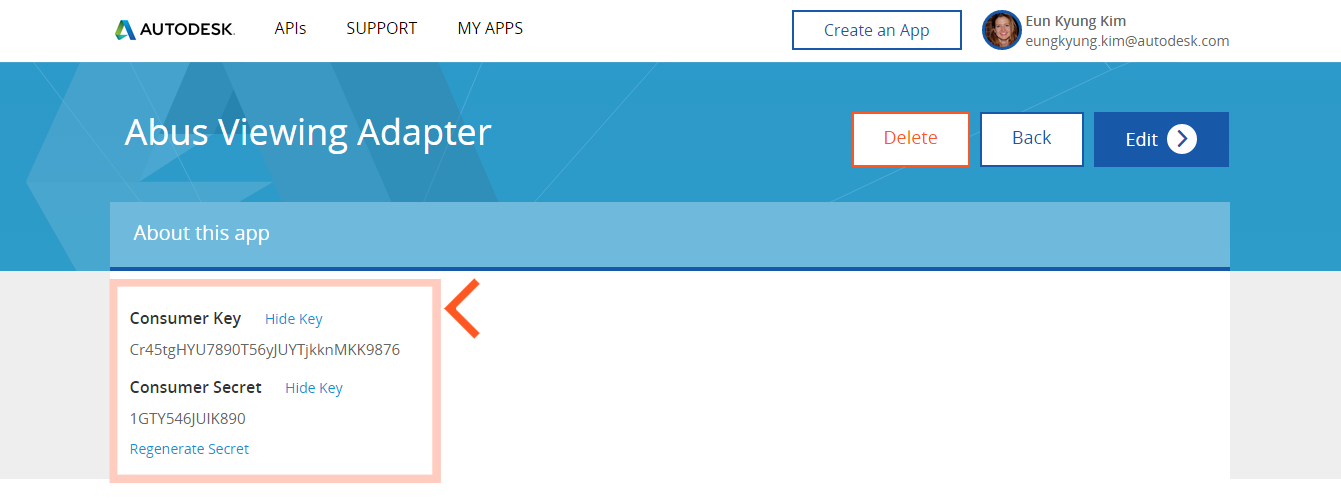 AUTODESK. APIs SUPPORT MY APPS Create an App Eun Kyung Kim
eungkyung.kim@autodesk.com
Abus Viewing Adapter Delete Back Edit
About this app
Consumer Key Hide Key
Cr45tgHYU7890T56yJUYTjkknMKK9876
Consumer Secret Hide Key
1GTY546JUIK890
Regenerate Secret